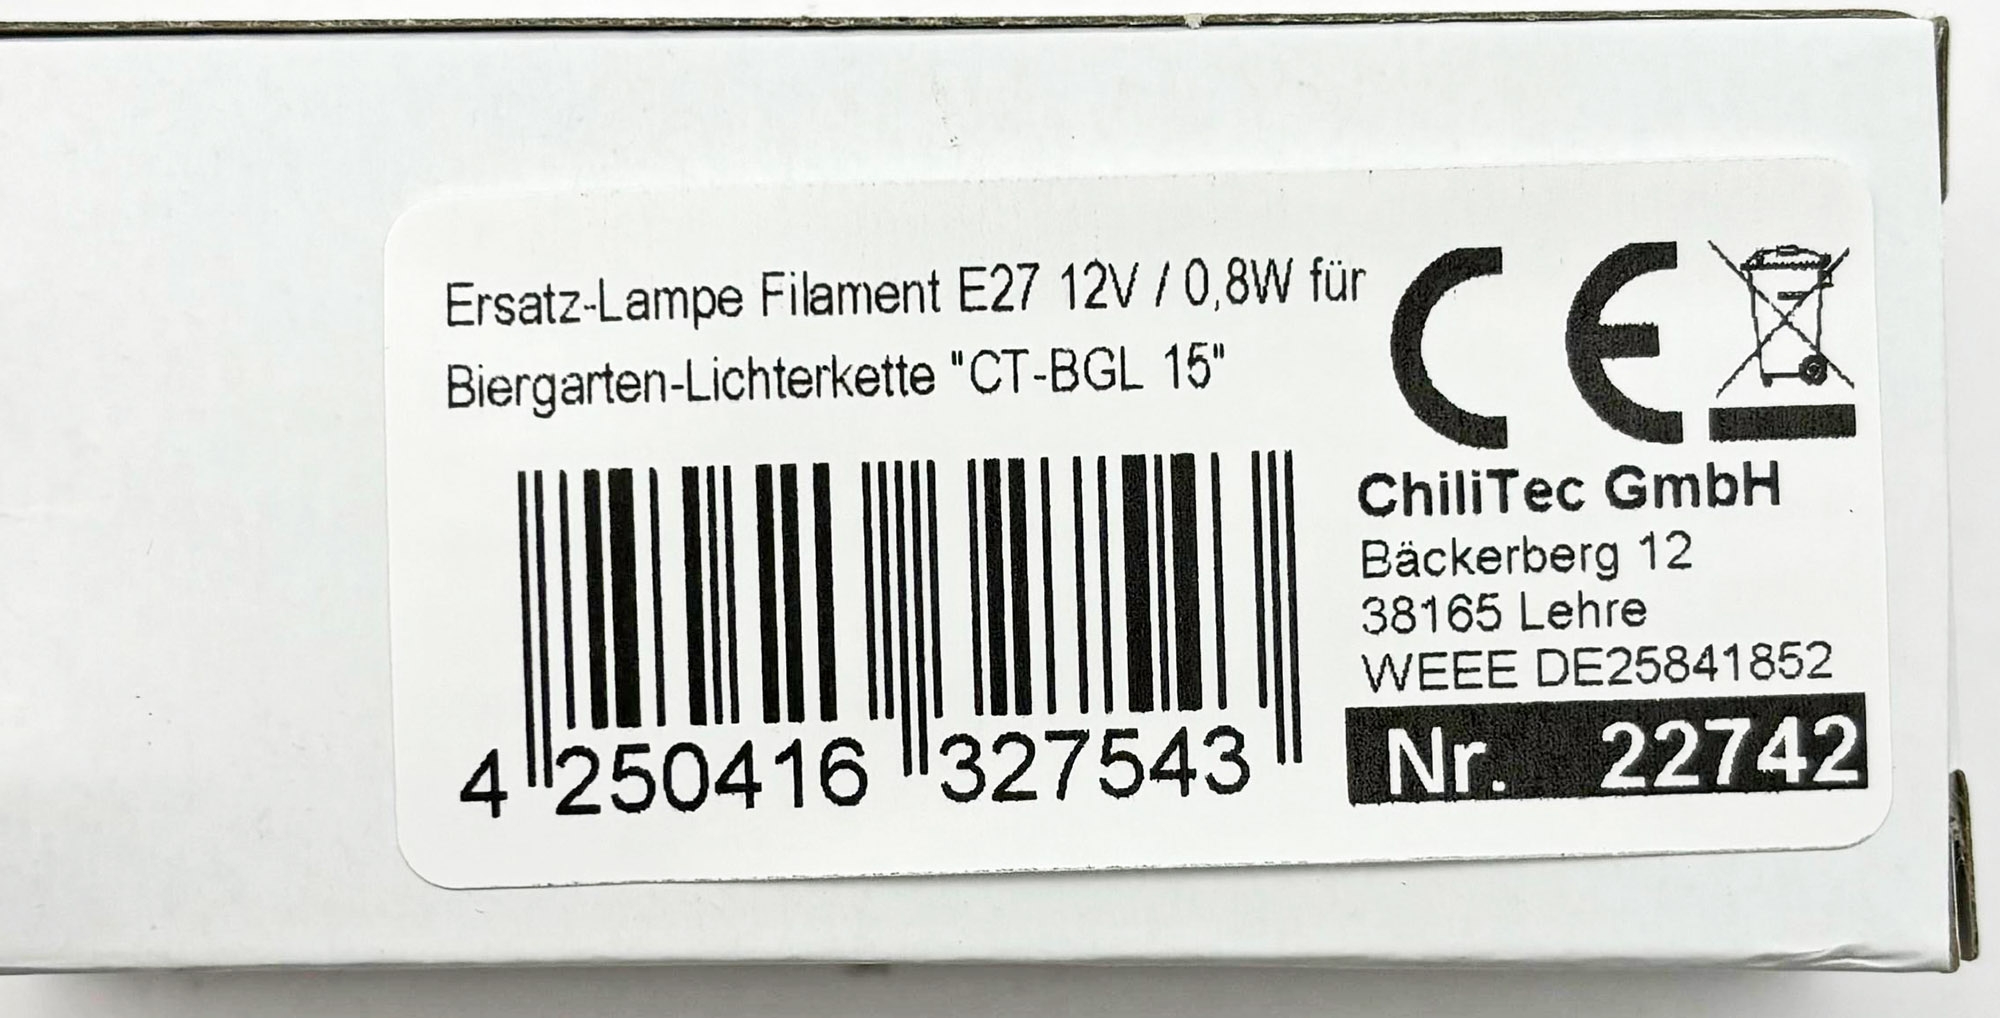 Ersatz-Lampe Filament E27 12V / 0,8W für
Biergarten-Lichterkette "CT-BGL 15"
CE
4 250416 327543
ChiliTec GmbH
Bäckerberg 12
38165 Lehre
WEEE DE25841852
Nr. 22742